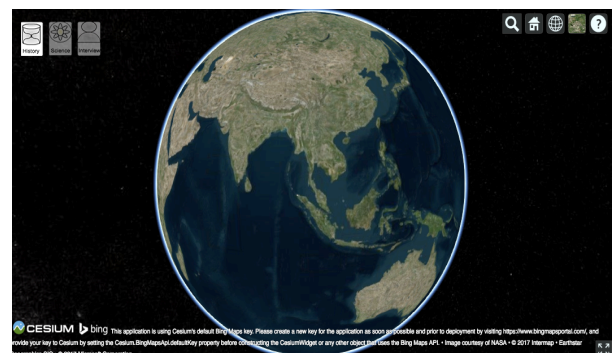 History Science Interview
?
CESIUM bing This application is using Cesium's default Bing Maps key. Please create a new key for the application as soon as possible and prior to deployment by visiting https://www.bingmapsportal.com/, and
rovide your key to Cesium by setting the Cesium.BingMapsApi.defaultKey property before constructing the CesiumWidget or any other object that uses the Bing Maps API. • Image courtesy of NASA • © 2017 Intermap • Earthstar